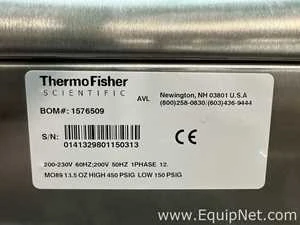 ThermoFisher
SCIENTIFIC
AVL
Newington, NH 03801 U.S.A
(800)258-0830/(603)436-9444
BOM#: 1576509
S/N:
0141329801150313
CE
200-230V 60HZ;200V 50HZ 1PHASE 12.
MO89 13.5 OZ HIGH 450 PSIG LOW 150 PSIG
www.EquipNet.com